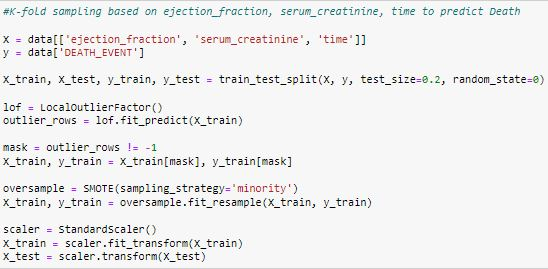 #K-fold sampling based on ejection_fraction, serum_creatinine, time to predict Death
X = data[['ejection_fraction', 'serum_creatinine', 'time']]
y = data['DEATH_EVENT']
X_train, X_test, y_train, y_test = train_test_split(X, y, test_size=0.2, random_state=0)
lof = LocalOutlierFactor()
outlier_rows = lof.fit_predict(X_train)
mask = outlier_rows != -1
X_train, y_train = X_train[mask], y_train[mask]
oversample = SMOTE(sampling_strategy='minority')
X_train, y_train = oversample.fit_resample(X_train, y_train)
scaler = StandardScaler()
X_train = scaler.fit_transform(X_train)
X_test = scaler.transform(X_test)